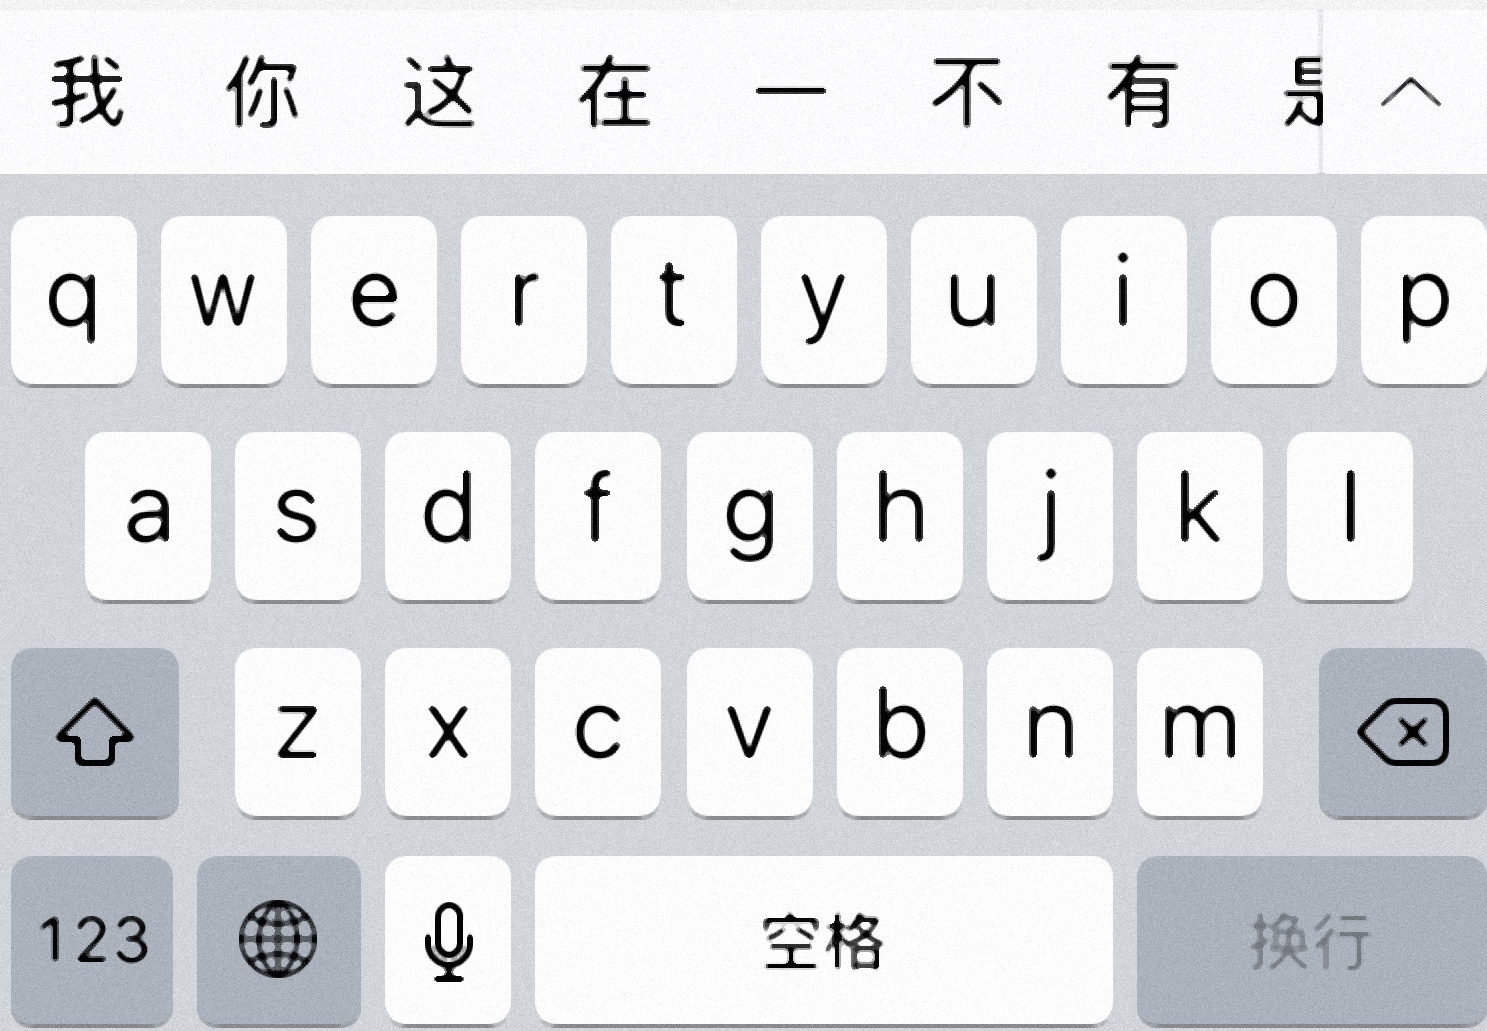 我 你 这 在 一 不 有
q w e r t y u i o p
a s d f g h j k l
z x c v b n m
123 空格 换行